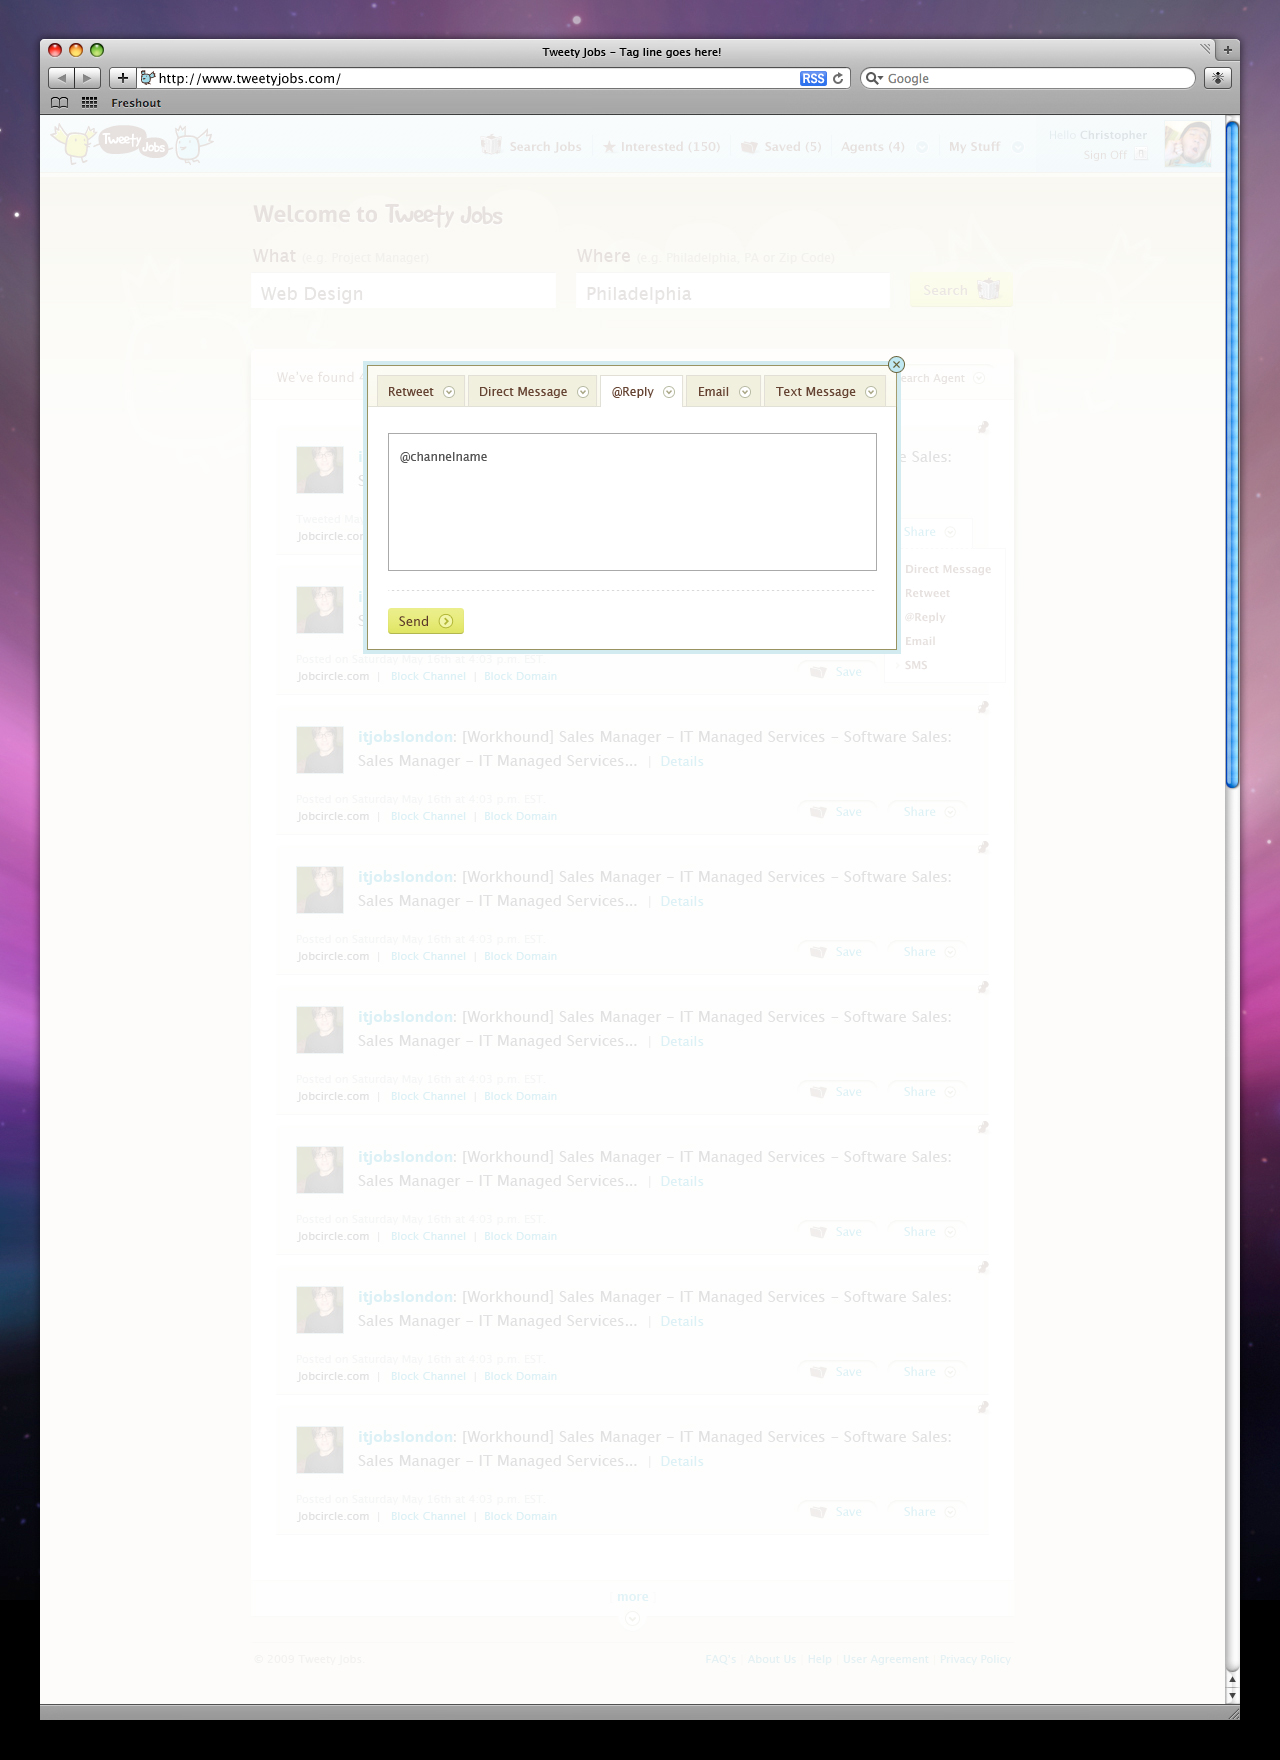 Tweety Jobs – Tag line goes here!
http://www.tweetyjobs.com/
RSS
Google
Freshout
Tweety Jobs
Search Jobs
Interested (150)
Saved (5)
Agents (4)
My Stuff
Hello Christopher
Sign Off
Welcome to Tweety Jobs
What (e.g. Project Manager)
Where (e.g. Philadelphia, PA or Zip Code)
Web Design
Philadelphia
Search
We've found
earch Agent
Retweet
Direct Message
@Reply
Email
Text Message
@channelname
Send
e Sales:
Tweeted
Jobcircle.co
Share
Direct Message
Retweet
@Reply
Email
SMS
Posted on Saturday May 16th at 4:03 p.m. EST
Jobcircle.com | Block Channel | Block Domain
Save
itjobslondon: [Workhound] Sales Manager – IT Managed Services – Software Sales:
Sales Manager – IT Managed Services... | Details
Posted on Saturday May 16th at 4:03 p.m. EST
Jobcircle.com | Block Channel | Block Domain
Save
Share
itjobslondon: [Workhound] Sales Manager – IT Managed Services – Software Sales:
Sales Manager – IT Managed Services... | Details
Posted on Saturday May 16th at 4:03 p.m. EST
Jobcircle.com | Block Channel | Block Domain
Save
Share
itjobslondon: [Workhound] Sales Manager – IT Managed Services – Software Sales:
Sales Manager – IT Managed Services... | Details
Posted on Saturday May 16th at 4:03 p.m. EST
Jobcircle.com | Block Channel | Block Domain
Save
Share
itjobslondon: [Workhound] Sales Manager – IT Managed Services – Software Sales:
Sales Manager – IT Managed Services... | Details
Posted on Saturday May 16th at 4:03 p.m. EST
Jobcircle.com | Block Channel | Block Domain
Save
Share
itjobslondon: [Workhound] Sales Manager – IT Managed Services – Software Sales:
Sales Manager – IT Managed Services... | Details
Posted on Saturday May 16th at 4:03 p.m. EST
Jobcircle.com | Block Channel | Block Domain
Save
Share
itjobslondon: [Workhound] Sales Manager – IT Managed Services – Software Sales:
Sales Manager – IT Managed Services... | Details
Posted on Saturday May 16th at 4:03 p.m. EST
Jobcircle.com | Block Channel | Block Domain
Save
Share
more
© 2009 Tweety Jobs.
FAQ's
About Us
Help
User Agreement
Privacy Policy